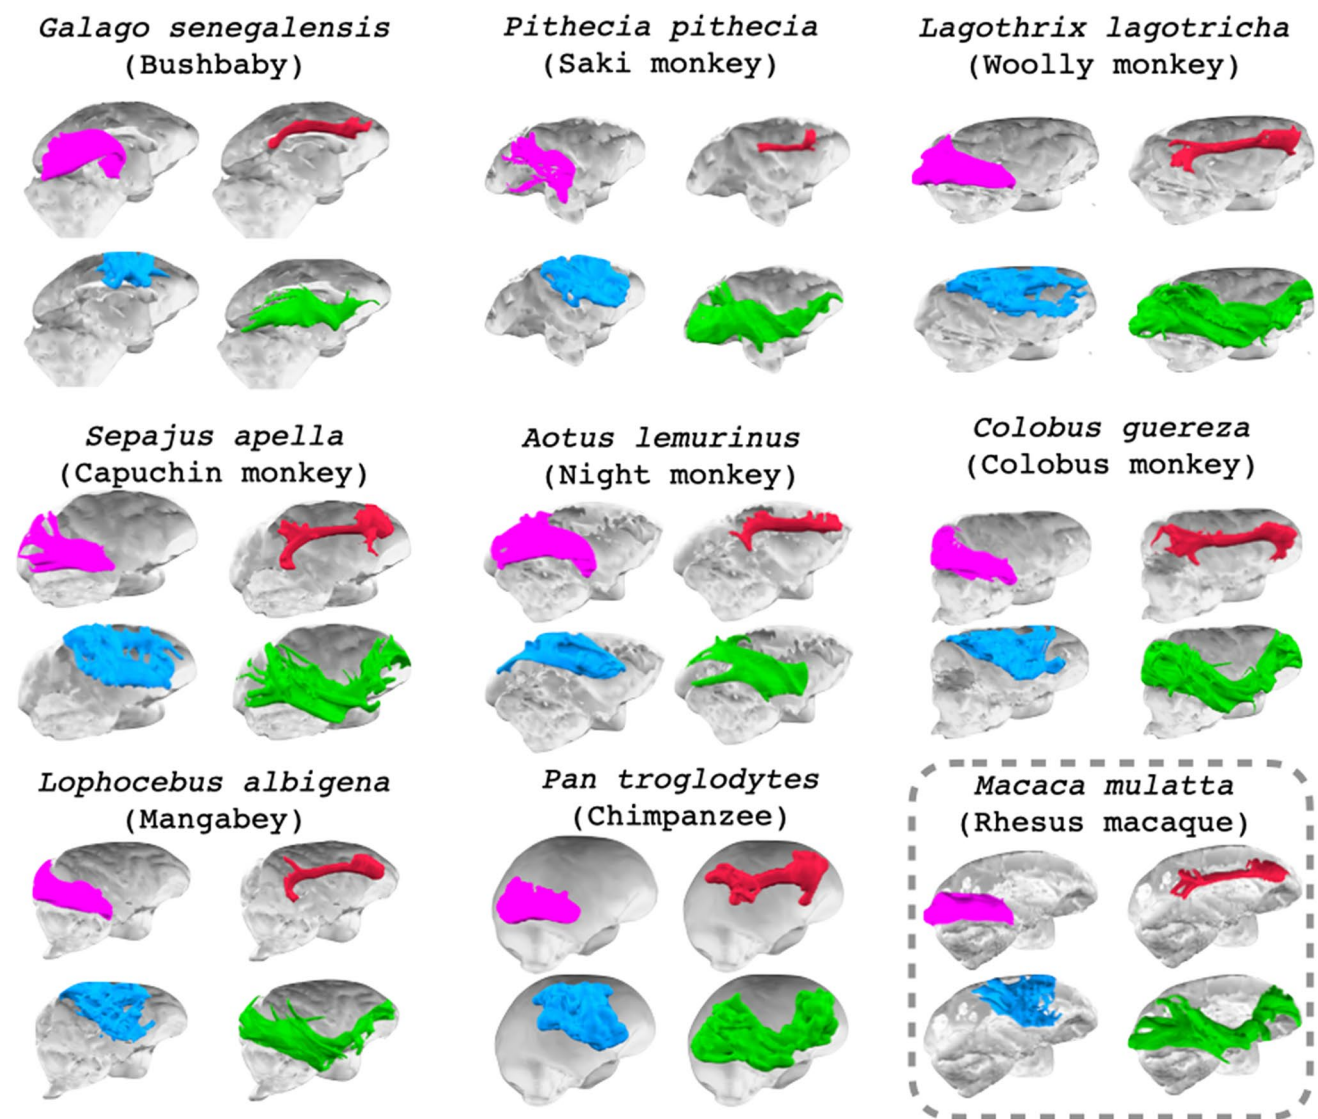 Galago senegalensis
(Bushbaby)
Pithecia pithecia
(Saki monkey)
Lagothrix lagotricha
(Woolly monkey)
Sepajus apella
(Capuchin monkey)
Aotus lemurinus
(Night monkey)
Colobus guereza
(Colobus monkey)
Lophocebus albigena
(Mangabey)
Pan troglodytes
(Chimpanzee)
Macaca mulatta
(Rhesus macaque)